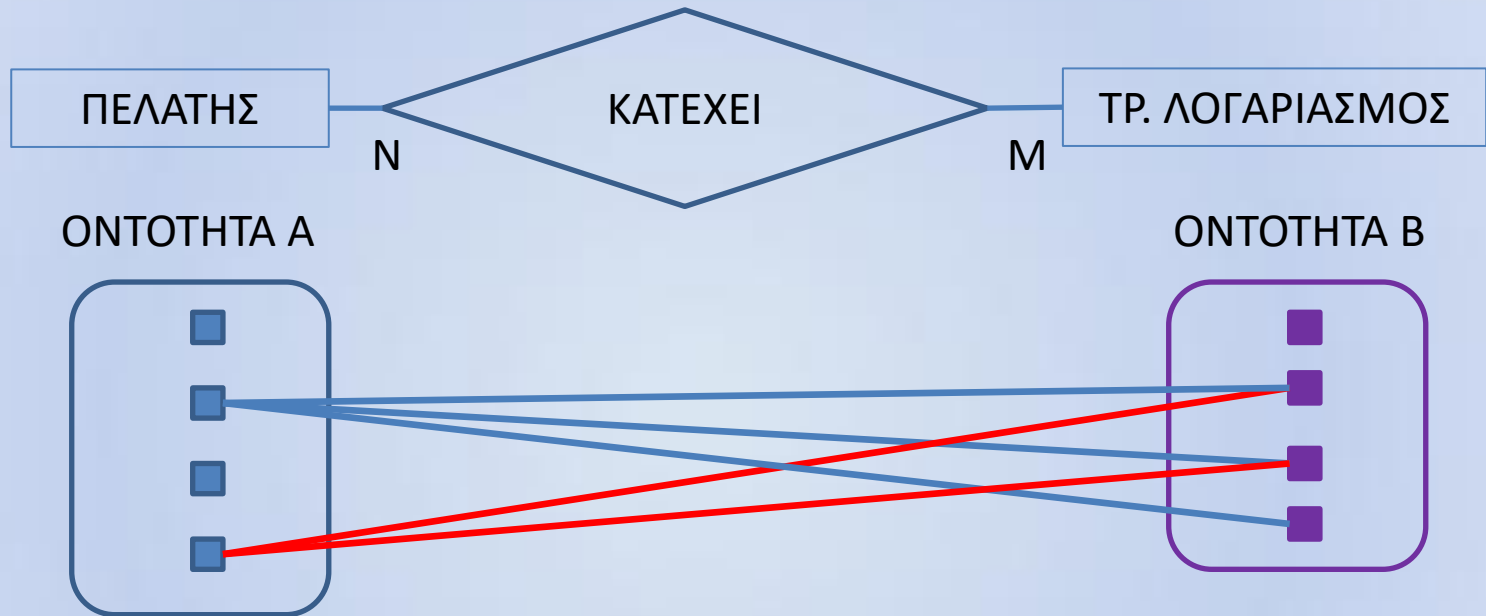 ΠΕΛΑΤΗΣ
ΚΑΤΕΧΕΙ
ΤΡ. ΛΟΓΑΡΙΑΣΜΟΣ
Ν
Μ
ΟΝΤΟΤΗΤΑ Α
ΟΝΤΟΤΗΤΑ Β